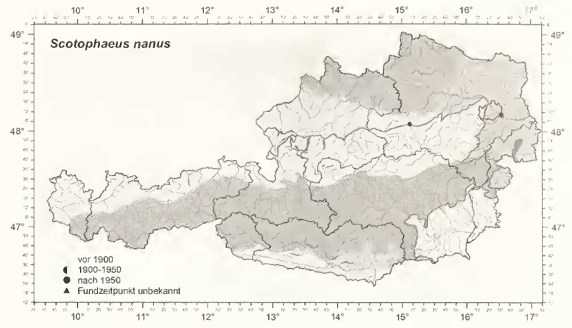 10° 11° 12° 13° 14° 15° 16° 17°
49° 49°
Scotophaeus nanus
48° 48°
47° 47°
vor 1900
1900-1950
nach 1950
Fundzeitpunkt unbekannt
10° 11° 12° 13° 14° 15° 16° 17°